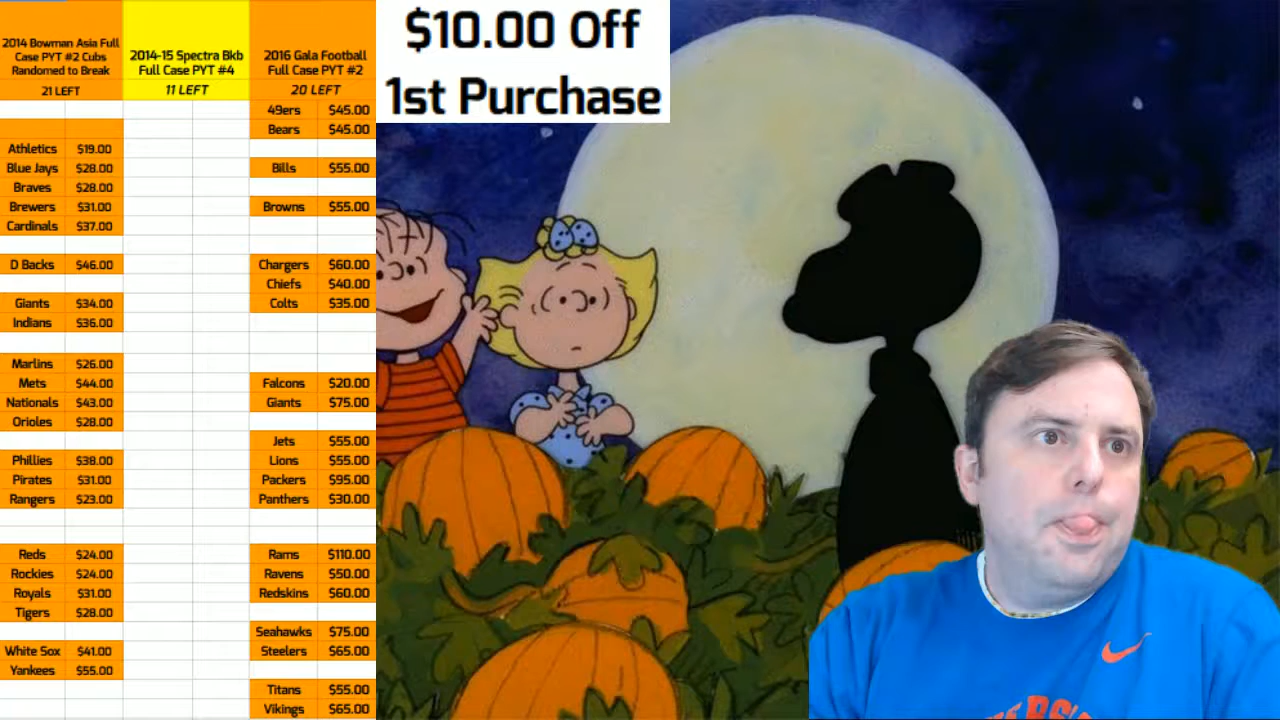 2014 Bowman Asia Full
Case PYT #2 Cubs
Randomed to Break
21 LEFT
Athletics $19.00
Blue Jays $28.00
Braves $28.00
Brewers $31.00
Cardinals $37.00
D Backs $46.00
Giants $34.00
Indians $36.00
Marlins $26.00
Mets $44.00
Nationals $43.00
Orioles $28.00
Phillies $38.00
Pirates $31.00
Rangers $23.00
Reds $24.00
Rockies $24.00
Royals $31.00
Tigers $28.00
White Sox $41.00
Yankees $55.00
2014-15 Spectra Bkb
Full Case PYT #4
11 LEFT
2016 Gala Football
Full Case PYT #2
20 LEFT
49ers $45.00
Bears $45.00
Bills $55.00
Browns $55.00
Chargers $60.00
Chiefs $40.00
Colts $35.00
Falcons $20.00
Giants $75.00
Jets $55.00
Lions $55.00
Packers $95.00
Panthers $30.00
Rams $110.00
Ravens $50.00
Redskins $60.00
Seahawks $75.00
Steelers $65.00
Titans $55.00
Vikings $65.00
$10.00 Off
1st Purchase